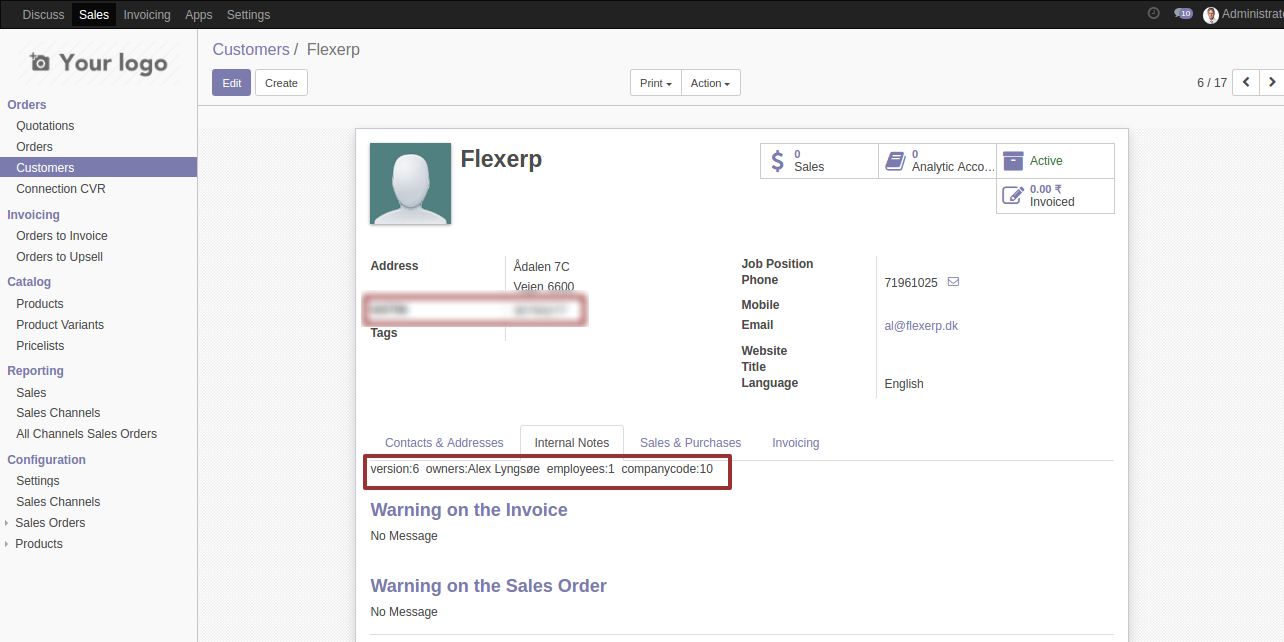 Discuss Sales Invoicing Apps Settings 10 Administrat
Your logo
Orders
Quotations
Orders
Customers
Connection CVR
Invoicing
Orders to Invoice
Orders to Upsell
Catalog
Products
Product Variants
Pricelists
Reporting
Sales
Sales Channels
All Channels Sales Orders
Configuration
Settings
Sales Channels
Sales Orders
Products
Customers / Flexerp
Edit Create Print Action 6 / 17
Flexerp
0
Sales
0
Analytic Acco...
Active
0.00 ₹
Invoiced
Address Ådalen 7C
Vejen 6600
Tags
Job Position
Phone 71961025
Mobile
Email al@flexerp.dk
Website
Title
Language English
Contacts & Addresses Internal Notes Sales & Purchases Invoicing
version:6 owners:Alex Lyngsøe employees:1 companycode:10
Warning on the Invoice
No Message
Warning on the Sales Order
No Message